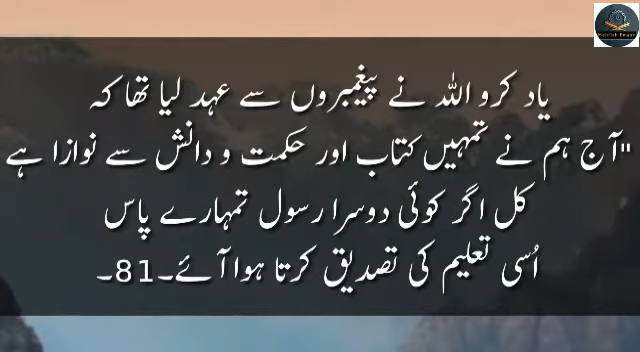 یاد کرو اللہ نے پیغمبروں سے عہد لیا تھا کہ
"آج ہم نے تمہیں کتاب اور حکمت و دانش سے نوازا ہے
کل اگر کوئی دوسرا رسول تمہارے پاس
اُسی تعلیم کی تصدیق کرتا ہوا آئے۔81۔